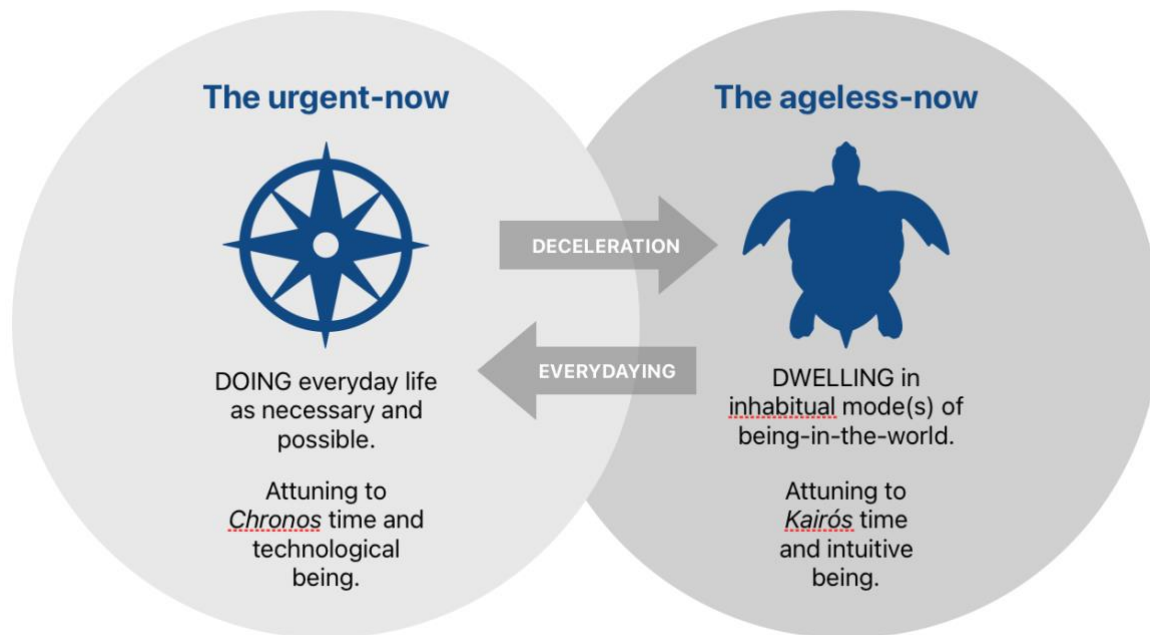 The urgent-now
DOING everyday life
as necessary and
possible.
Attuning to
Chronos time and
technological
being.
DECELERATION
EVERYDAYING
The ageless-now
DWELLING in
inhabitual mode(s) of
being-in-the-world.
Attuning to
Kairós time
and intuitive
being.